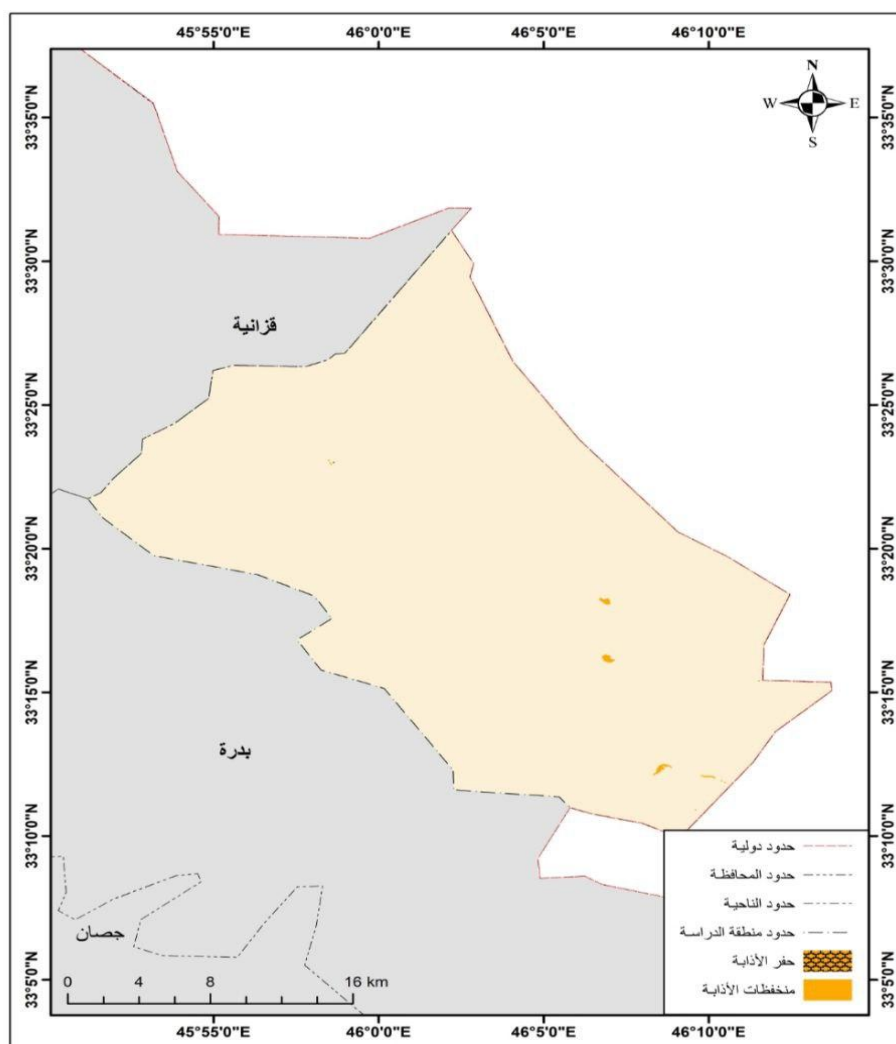 45°55'0"E 46°0'0"E 46°5'0"E 46°10'0"E
N
W E
S
33°35'0"N 33°35'0"N
33°30'0"N 33°30'0"N
قزانية
33°25'0"N 33°25'0"N
33°20'0"N 33°20'0"N
33°15'0"N 33°15'0"N
بدرة
33°10'0"N 33°10'0"N
حدود دولية
حدود المحافظة
حدود الناحية
حدود منطقة الدراسة
حفر الأذابة
منخفظات الأذابة
جصان
33°5'0"N 33°5'0"N
0 4 8 16 km
45°55'0"E 46°0'0"E 46°5'0"E 46°10'0"E